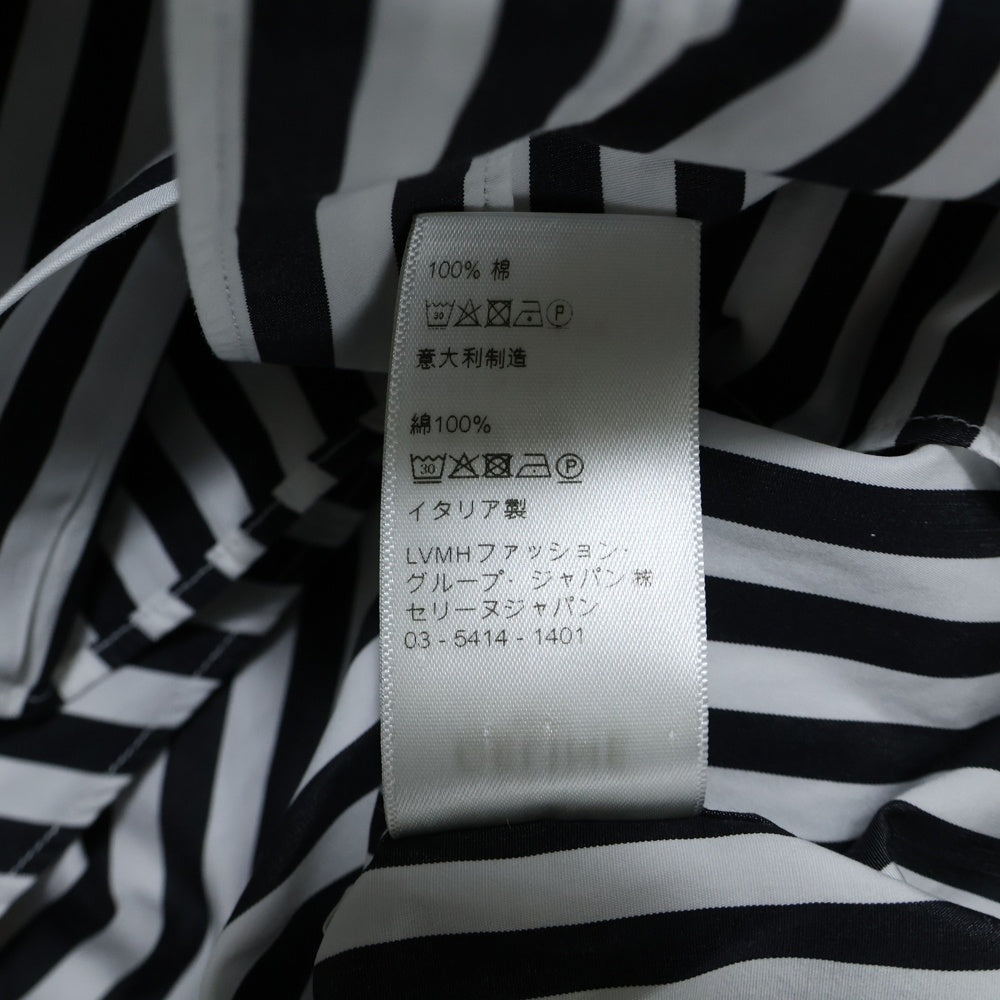 100% 棉
30 P
意大利制造
綿100%
30 P
イタリア製
LVMHファッション·
グループ· ジャパン 株
セリーヌジャパン
03 - 5414 - 1401